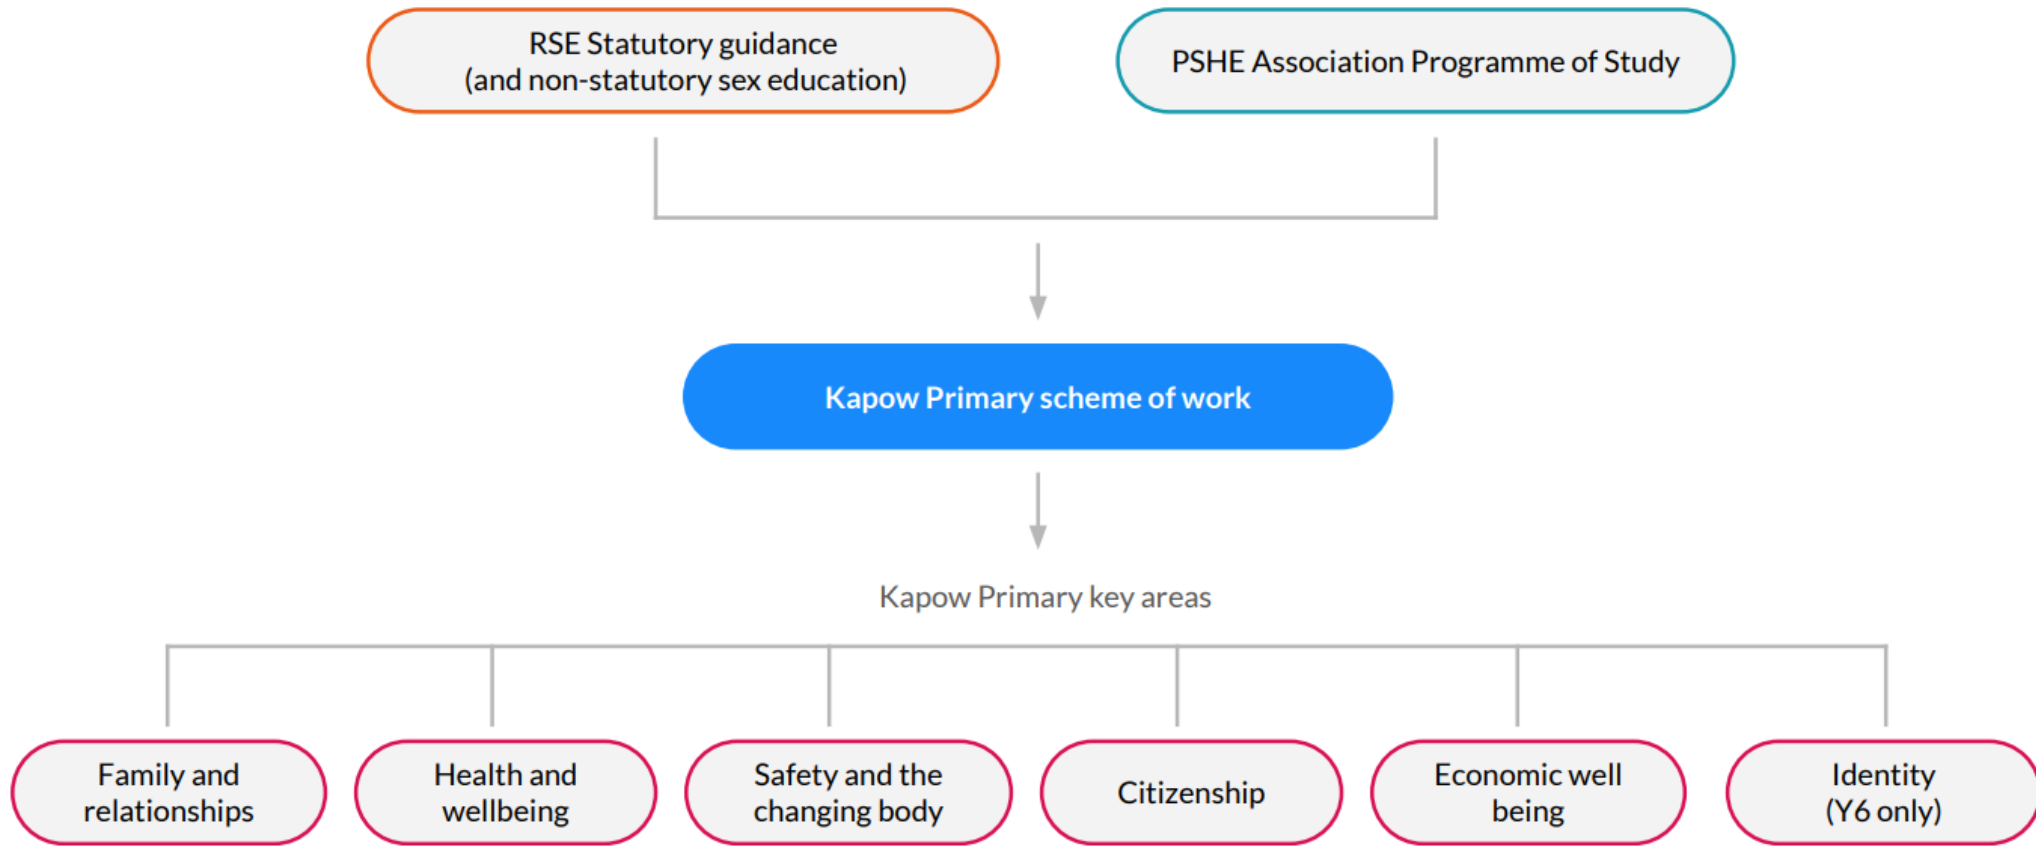 RSE Statutory guidance
(and non-statutory sex education)
PSHE Association Programme of Study
Kapow Primary scheme of work
Kapow Primary key areas
Family and
relationships
Health and
wellbeing
Safety and the
changing body
Citizenship
Economic well
being
Identity
(Y6 only)